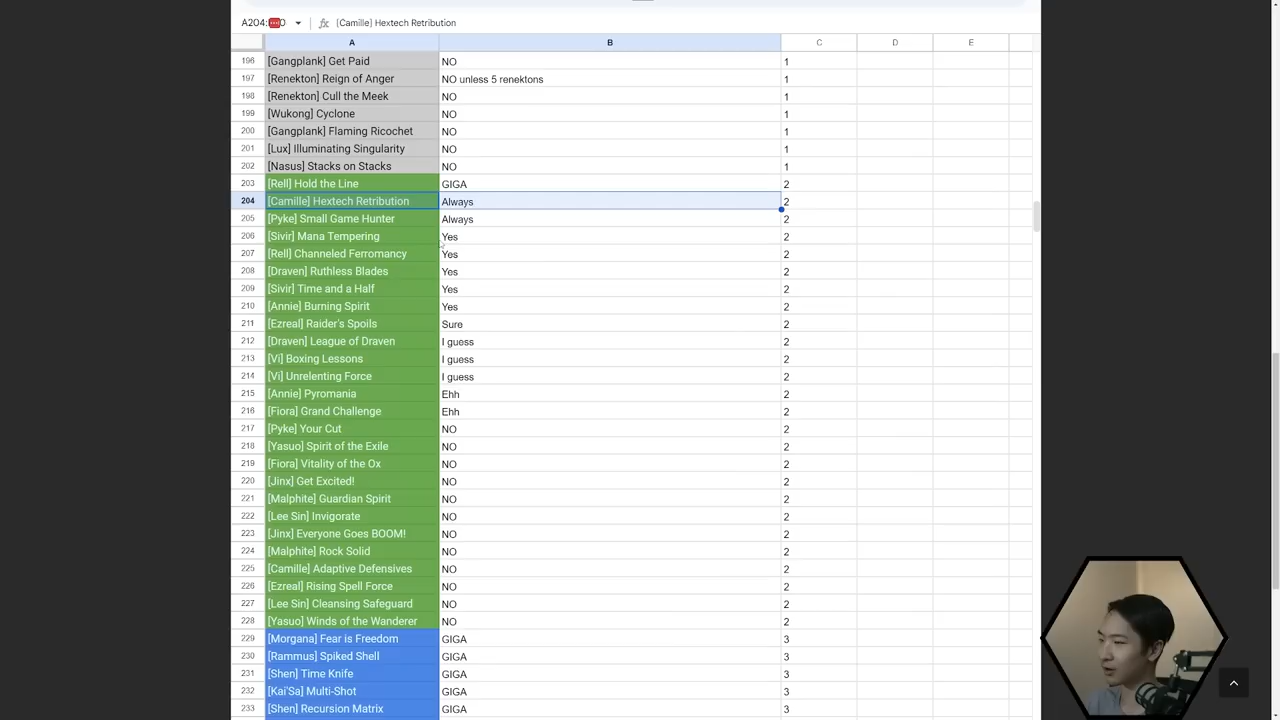 A204: [Camille] Hextech Retribution
A B C D E
196 [Gangplank] Get Paid NO 1
197 [Renekton] Reign of Anger NO unless 5 renektons 1
198 [Renekton] Cull the Meek NO 1
199 [Wukong] Cyclone NO 1
200 [Gangplank] Flaming Ricochet NO 1
201 [Lux] Illuminating Singularity NO 1
202 [Nasus] Stacks on Stacks NO 1
203 [Rell] Hold the Line GIGA 2
204 [Camille] Hextech Retribution Always 2
205 [Pyke] Small Game Hunter Always 2
206 [Sivir] Mana Tempering Yes 2
207 [Rell] Channeled Ferromancy Yes 2
208 [Draven] Ruthless Blades Yes 2
209 [Sivir] Time and a Half Yes 2
210 [Annie] Burning Spirit Yes 2
211 [Ezreal] Raider's Spoils Sure 2
212 [Draven] League of Draven I guess 2
213 [Vi] Boxing Lessons I guess 2
214 [Vi] Unrelenting Force I guess 2
215 [Annie] Pyromania Ehh 2
216 [Fiora] Grand Challenge Ehh 2
217 [Pyke] Your Cut NO 2
218 [Yasuo] Spirit of the Exile NO 2
219 [Fiora] Vitality of the Ox NO 2
220 [Jinx] Get Excited! NO 2
221 [Malphite] Guardian Spirit NO 2
222 [Lee Sin] Invigorate NO 2
223 [Jinx] Everyone Goes BOOM! NO 2
224 [Malphite] Rock Solid NO 2
225 [Camille] Adaptive Defensives NO 2
226 [Ezreal] Rising Spell Force NO 2
227 [Lee Sin] Cleansing Safeguard NO 2
228 [Yasuo] Winds of the Wanderer NO 2
229 [Morgana] Fear is Freedom GIGA 3
230 [Rammus] Spiked Shell GIGA 3
231 [Shen] Time Knife GIGA 3
232 [Kai'Sa] Multi-Shot GIGA 3
233 [Shen] Recursion Matrix GIGA 3